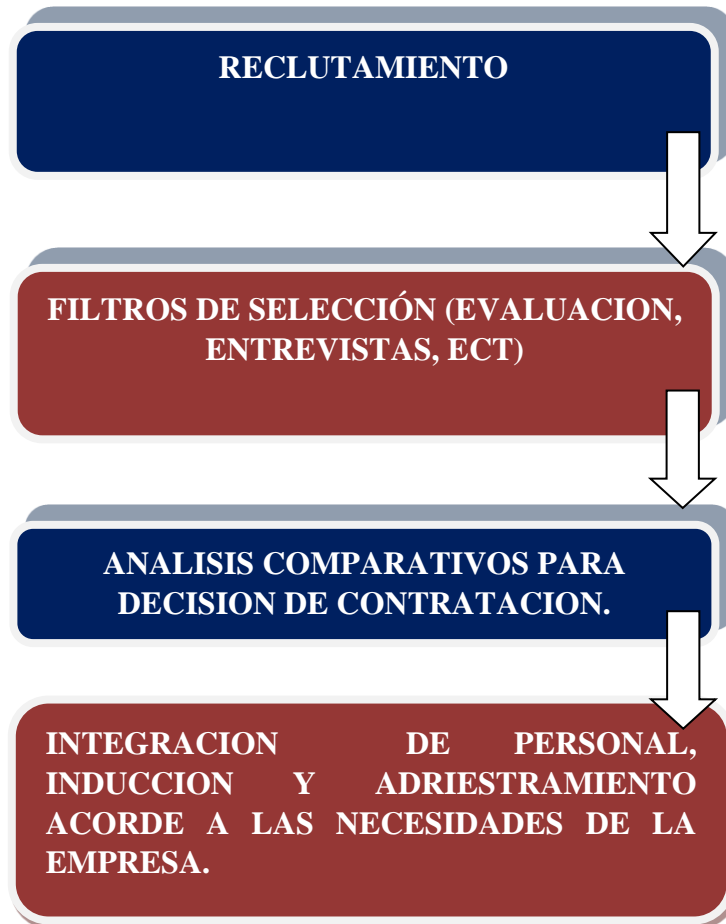 RECLUTAMIENTO
FILTROS DE SELECCIÓN (EVALUACION,
ENTREVISTAS, ECT)
ANALISIS COMPARATIVOS PARA
DECISION DE CONTRATACION.
INTEGRACION DE PERSONAL,
INDUCCION Y ADRIESTRAMIENTO
ACORDE A LAS NECESIDADES DE LA
EMPRESA.